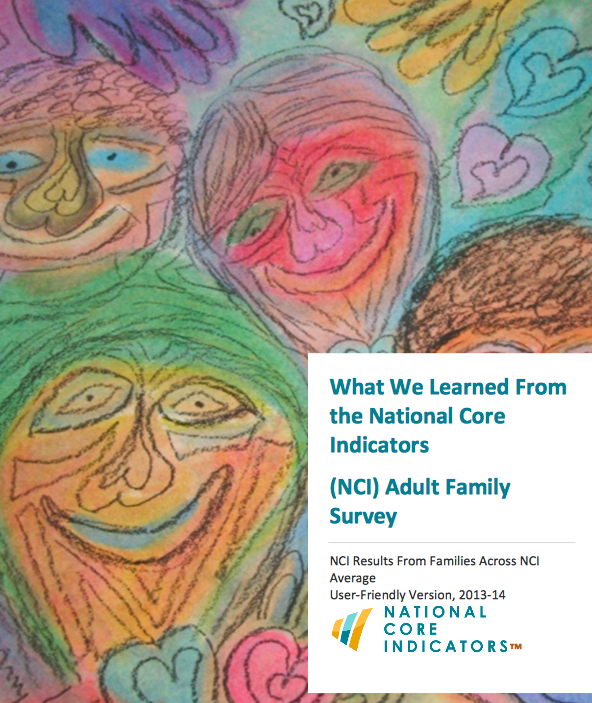 What We Learned From
the National Core
Indicators
(NCI) Adult Family
Survey
NCI Results From Families Across NCI
Average
User-Friendly Version, 2013-14
NATIONAL
CORE
INDICATORS™